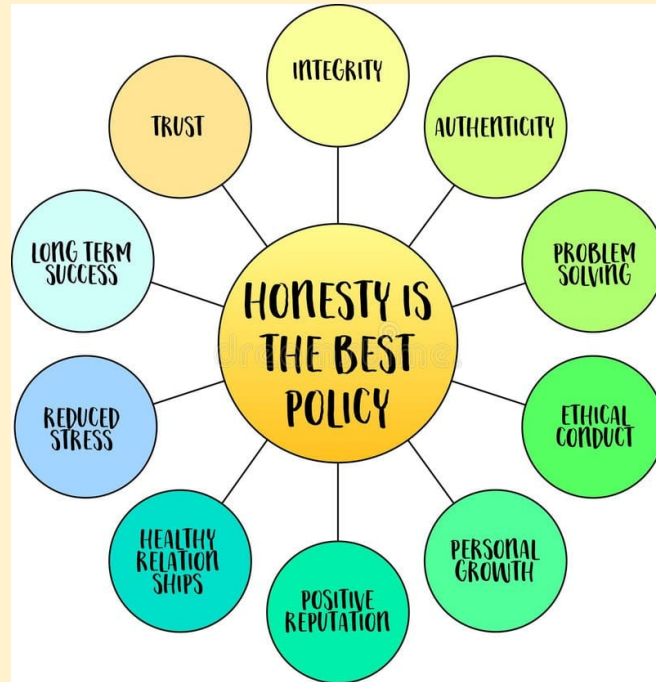 INTEGRITY
AUTHENTICITY
PROBLEM
SOLVING
ETHICAL
CONDUCT
PERSONAL
GROWTH
POSITIVE
REPUTATION
HEALTHY
RELATION
SHIPS
REDUCED
STRESS
LONG TERM
SUCCESS
TRUST
HONESTY IS
THE BEST
POLICY